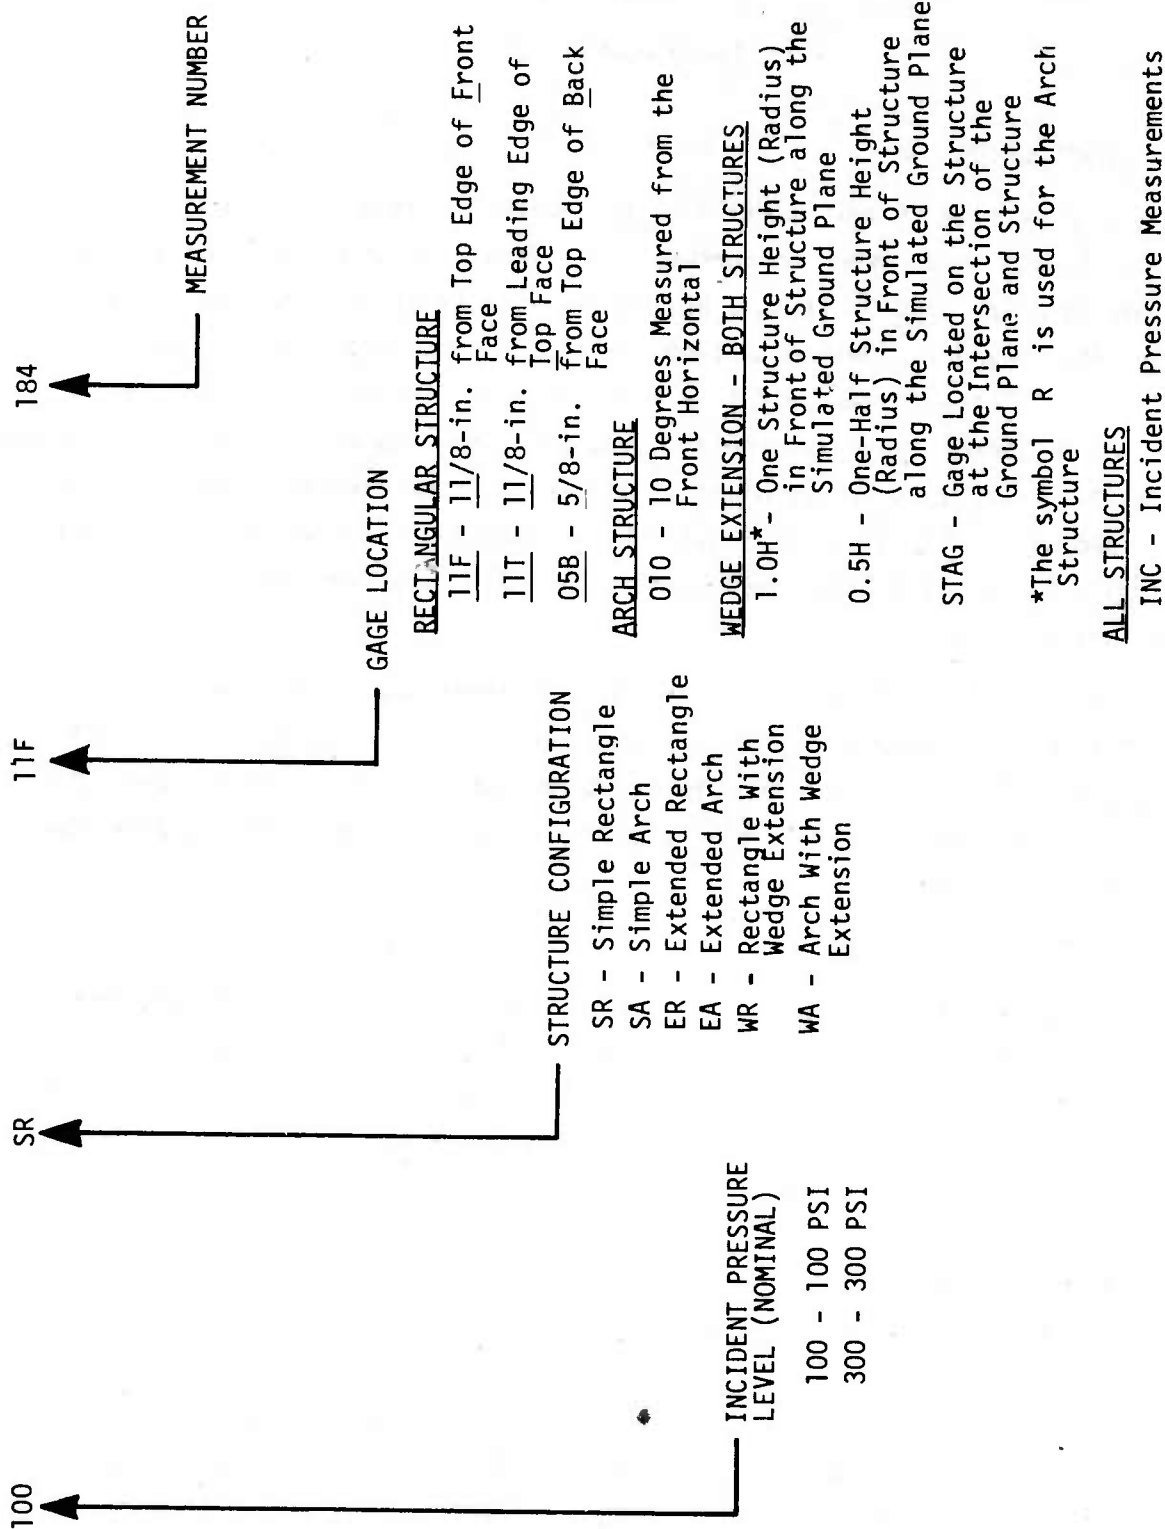 100 SR 11F 184
MEASUREMENT NUMBER
GAGE LOCATION
RECTANGULAR STRUCTURE
11F - 11/8-in. from Top Edge of Front
Face
11T - 11/8-in. from Leading Edge of
Top Face
05B - 5/8-in. from Top Edge of Back
Face
ARCH STRUCTURE
010 - 10 Degrees Measured from the
Front Horizontal
WEDGE EXTENSION - BOTH STRUCTURES
1.0H* - One Structure Height (Radius)
in Front of Structure along the
Simulated Ground Plane
0.5H - One-Half Structure Height
(Radius) in Front of Structure
along the Simulated Ground Plane
STAG - Gage Located on the Structure
at the Intersection of the
Ground Plane and Structure
*The symbol R is used for the Arch
Structure
ALL STRUCTURES
INC - Incident Pressure Measurements
STRUCTURE CONFIGURATION
SR - Simple Rectangle
SA - Simple Arch
ER - Extended Rectangle
EA - Extended Arch
WR - Rectangle With
Wedge Extension
WA - Arch With Wedge
Extension
INCIDENT PRESSURE
LEVEL (NOMINAL)
100 - 100 PSI
300 - 300 PSI